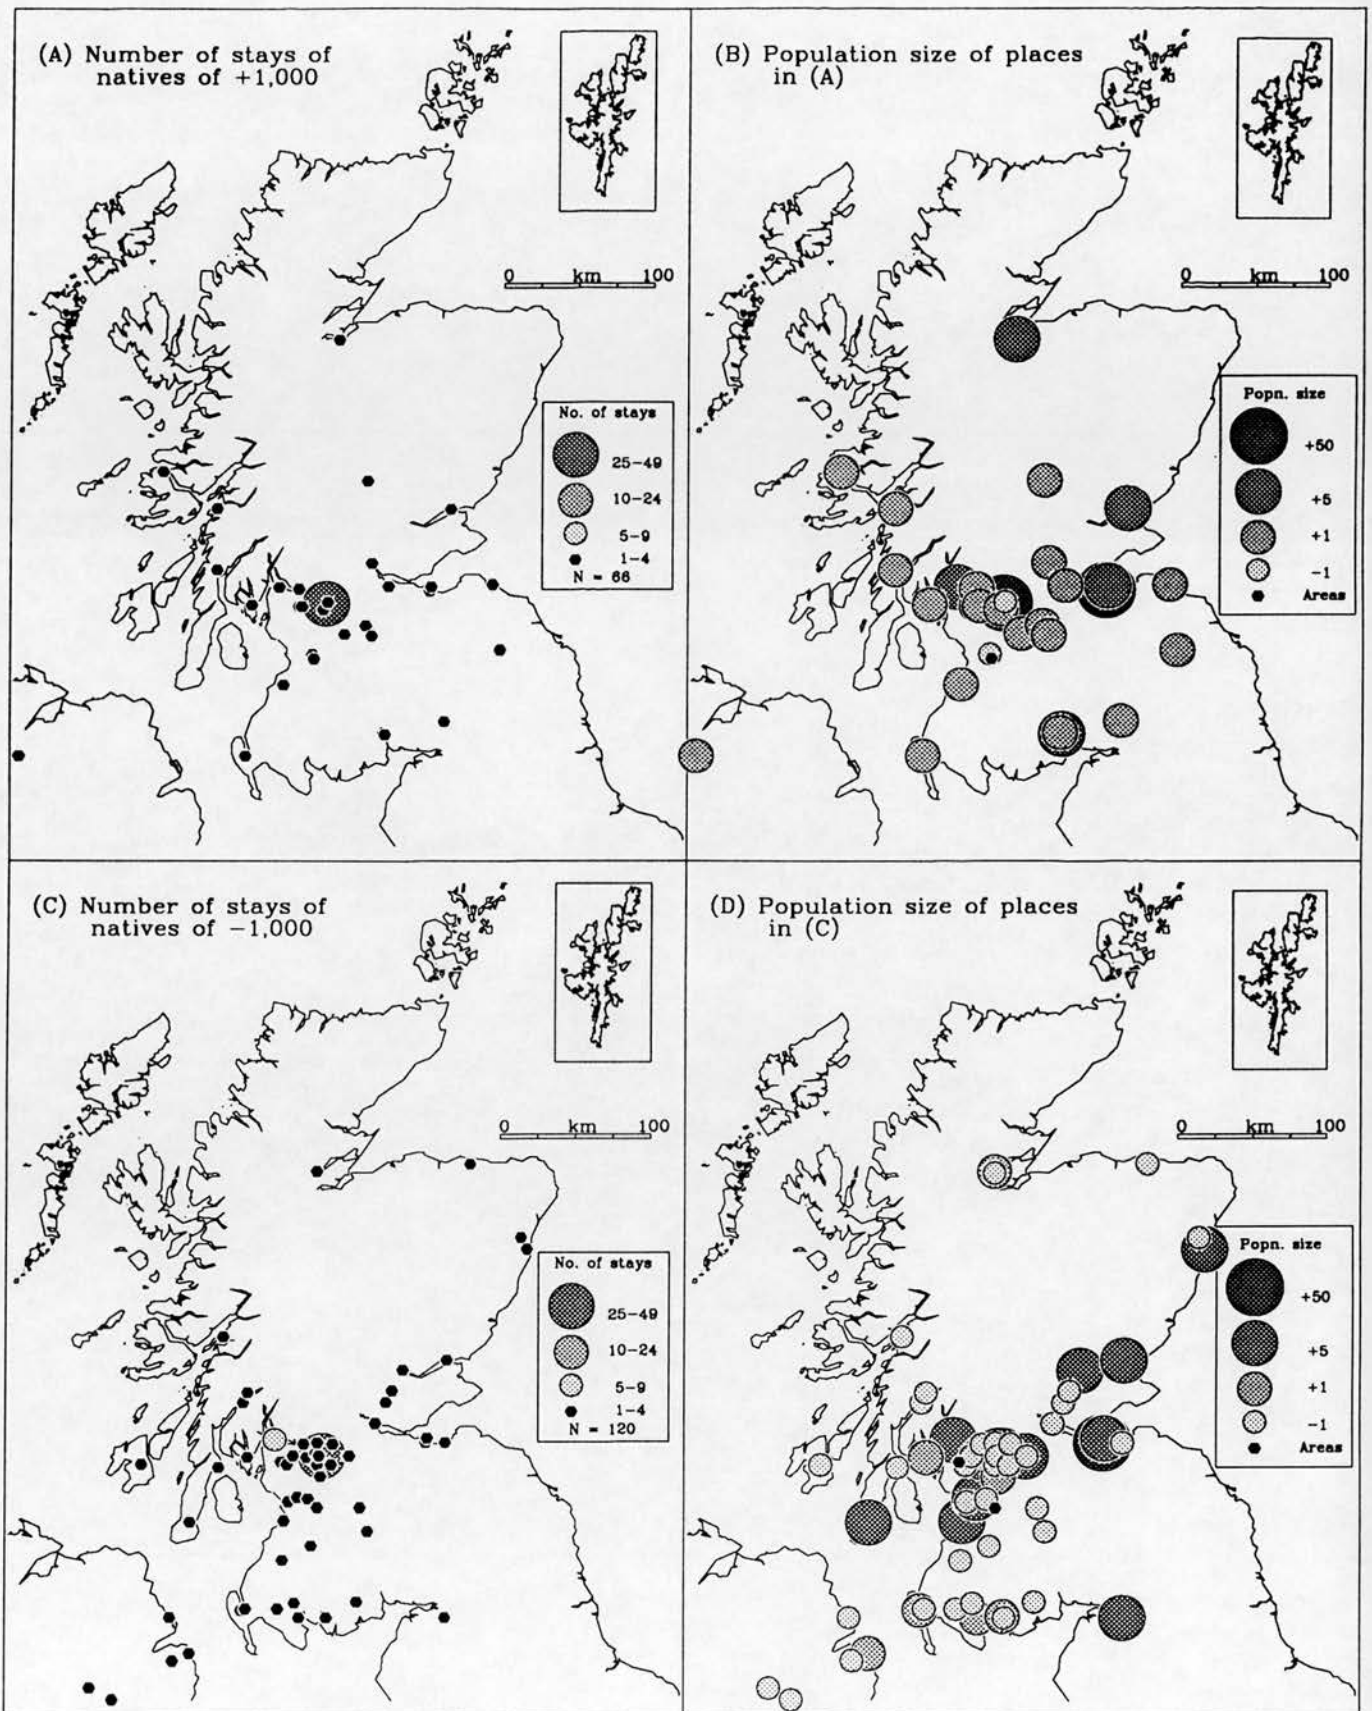 (A) Number of stays of
natives of +1,000
0 km 100
No. of stays
25-49
10-24
5-9
1-4
N = 66
(B) Population size of places
in (A)
0 km 100
Popn. size
+50
+5
+1
-1
Areas
(C) Number of stays of
natives of -1,000
0 km 100
No. of stays
25-49
10-24
5-9
1-4
N = 120
(D) Population size of places
in (C)
0 km 100
Popn. size
+50
+5
+1
-1
Areas